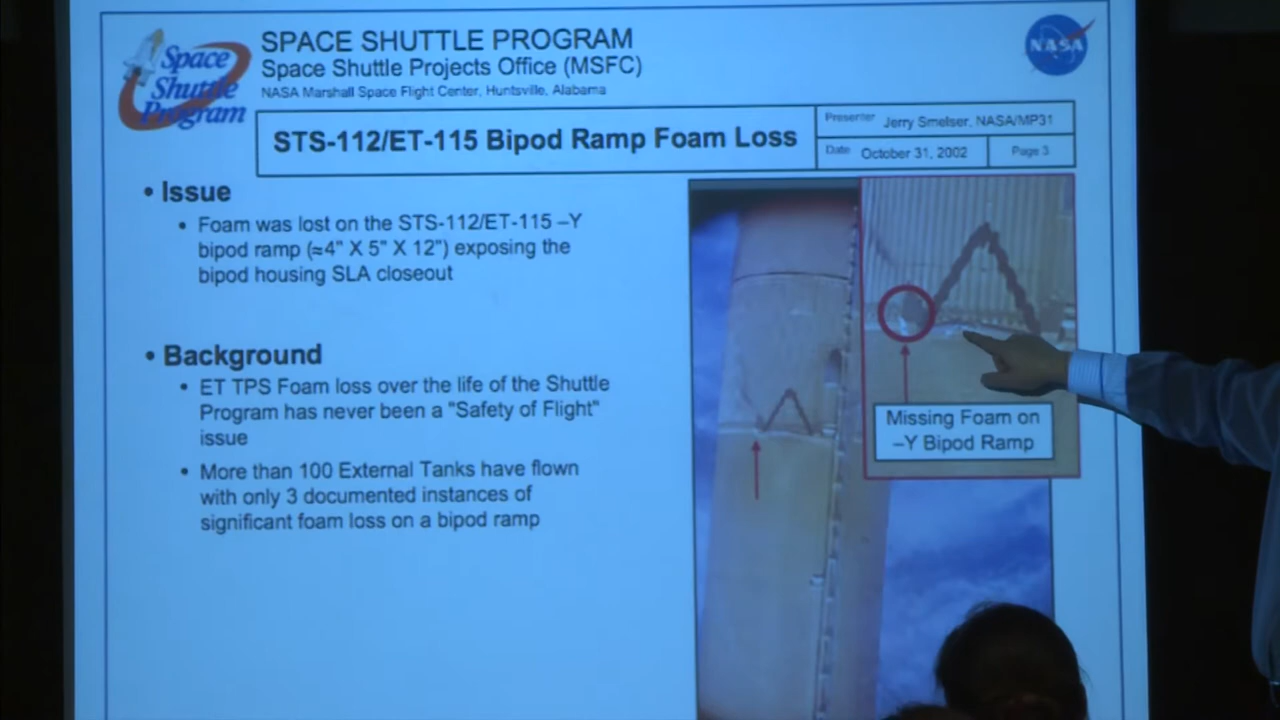 Space
Shuttle
Program
SPACE SHUTTLE PROGRAM
Space Shuttle Projects Office (MSFC)
NASA Marshall Space Flight Center, Huntsville, Alabama
NASA
STS-112/ET-115 Bipod Ramp Foam Loss
Presenter Jerry Smelser, NASA/MP31
Date October 31, 2002 Page 3
• Issue
• Foam was lost on the STS-112/ET-115 –Y
bipod ramp (≈4" X 5" X 12") exposing the
bipod housing SLA closeout
• Background
• ET TPS Foam loss over the life of the Shuttle
Program has never been a "Safety of Flight"
issue
• More than 100 External Tanks have flown
with only 3 documented instances of
significant foam loss on a bipod ramp
Missing Foam on
–Y Bipod Ramp